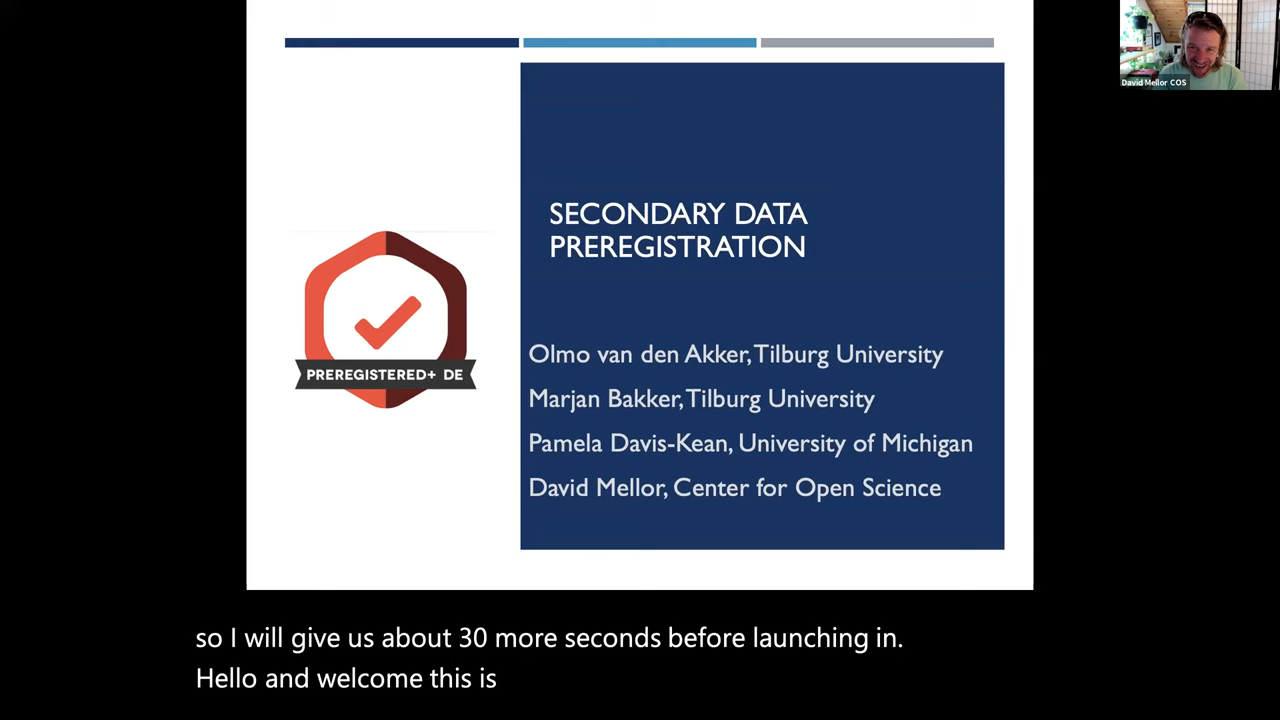 David Mellor COS
SECONDARY DATA
PREREGISTRATION
PREREGISTERED+ DE
Olmo van den Akker, Tilburg University
Marjan Bakker, Tilburg University
Pamela Davis-Kean, University of Michigan
David Mellor, Center for Open Science
so I will give us about 30 more seconds before launching in.
Hello and welcome this is